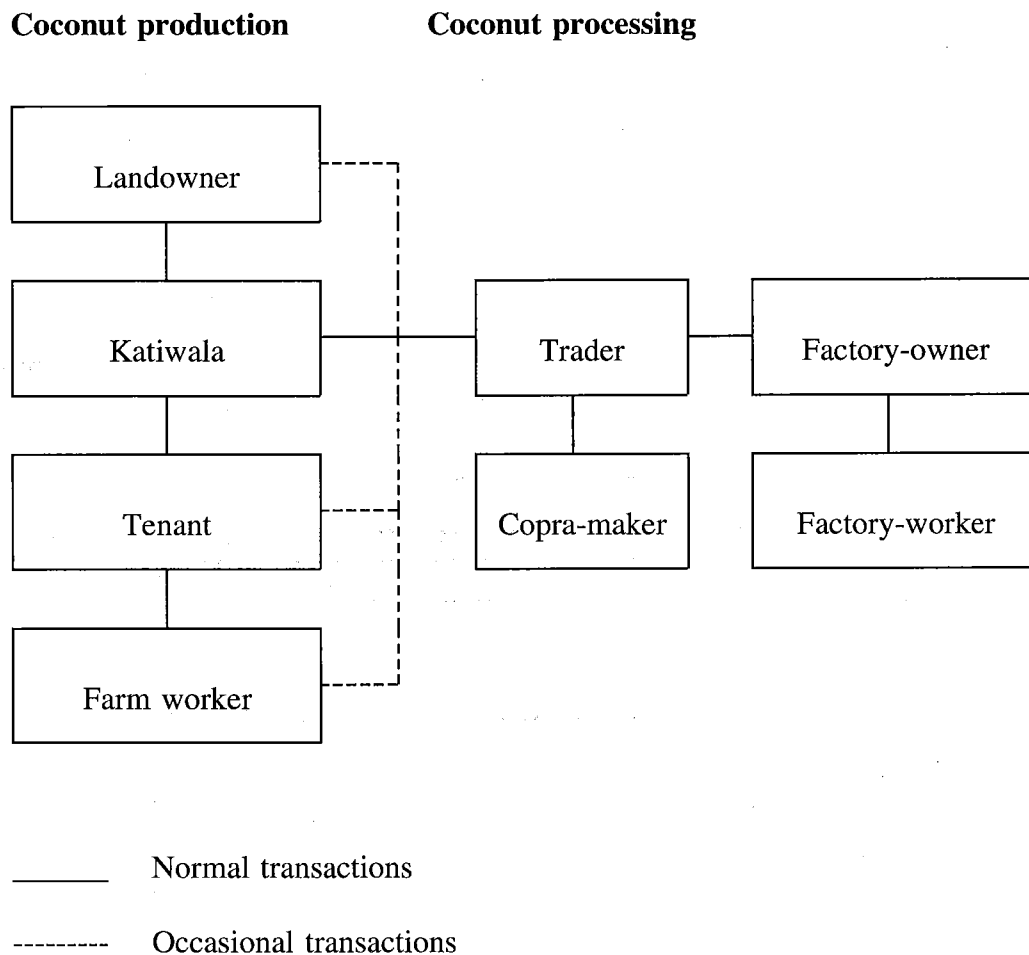 Coconut production Coconut processing
Landowner
Katiwala Trader Factory-owner
Tenant Copra-maker Factory-worker
Farm worker
Normal transactions
Occasional transactions